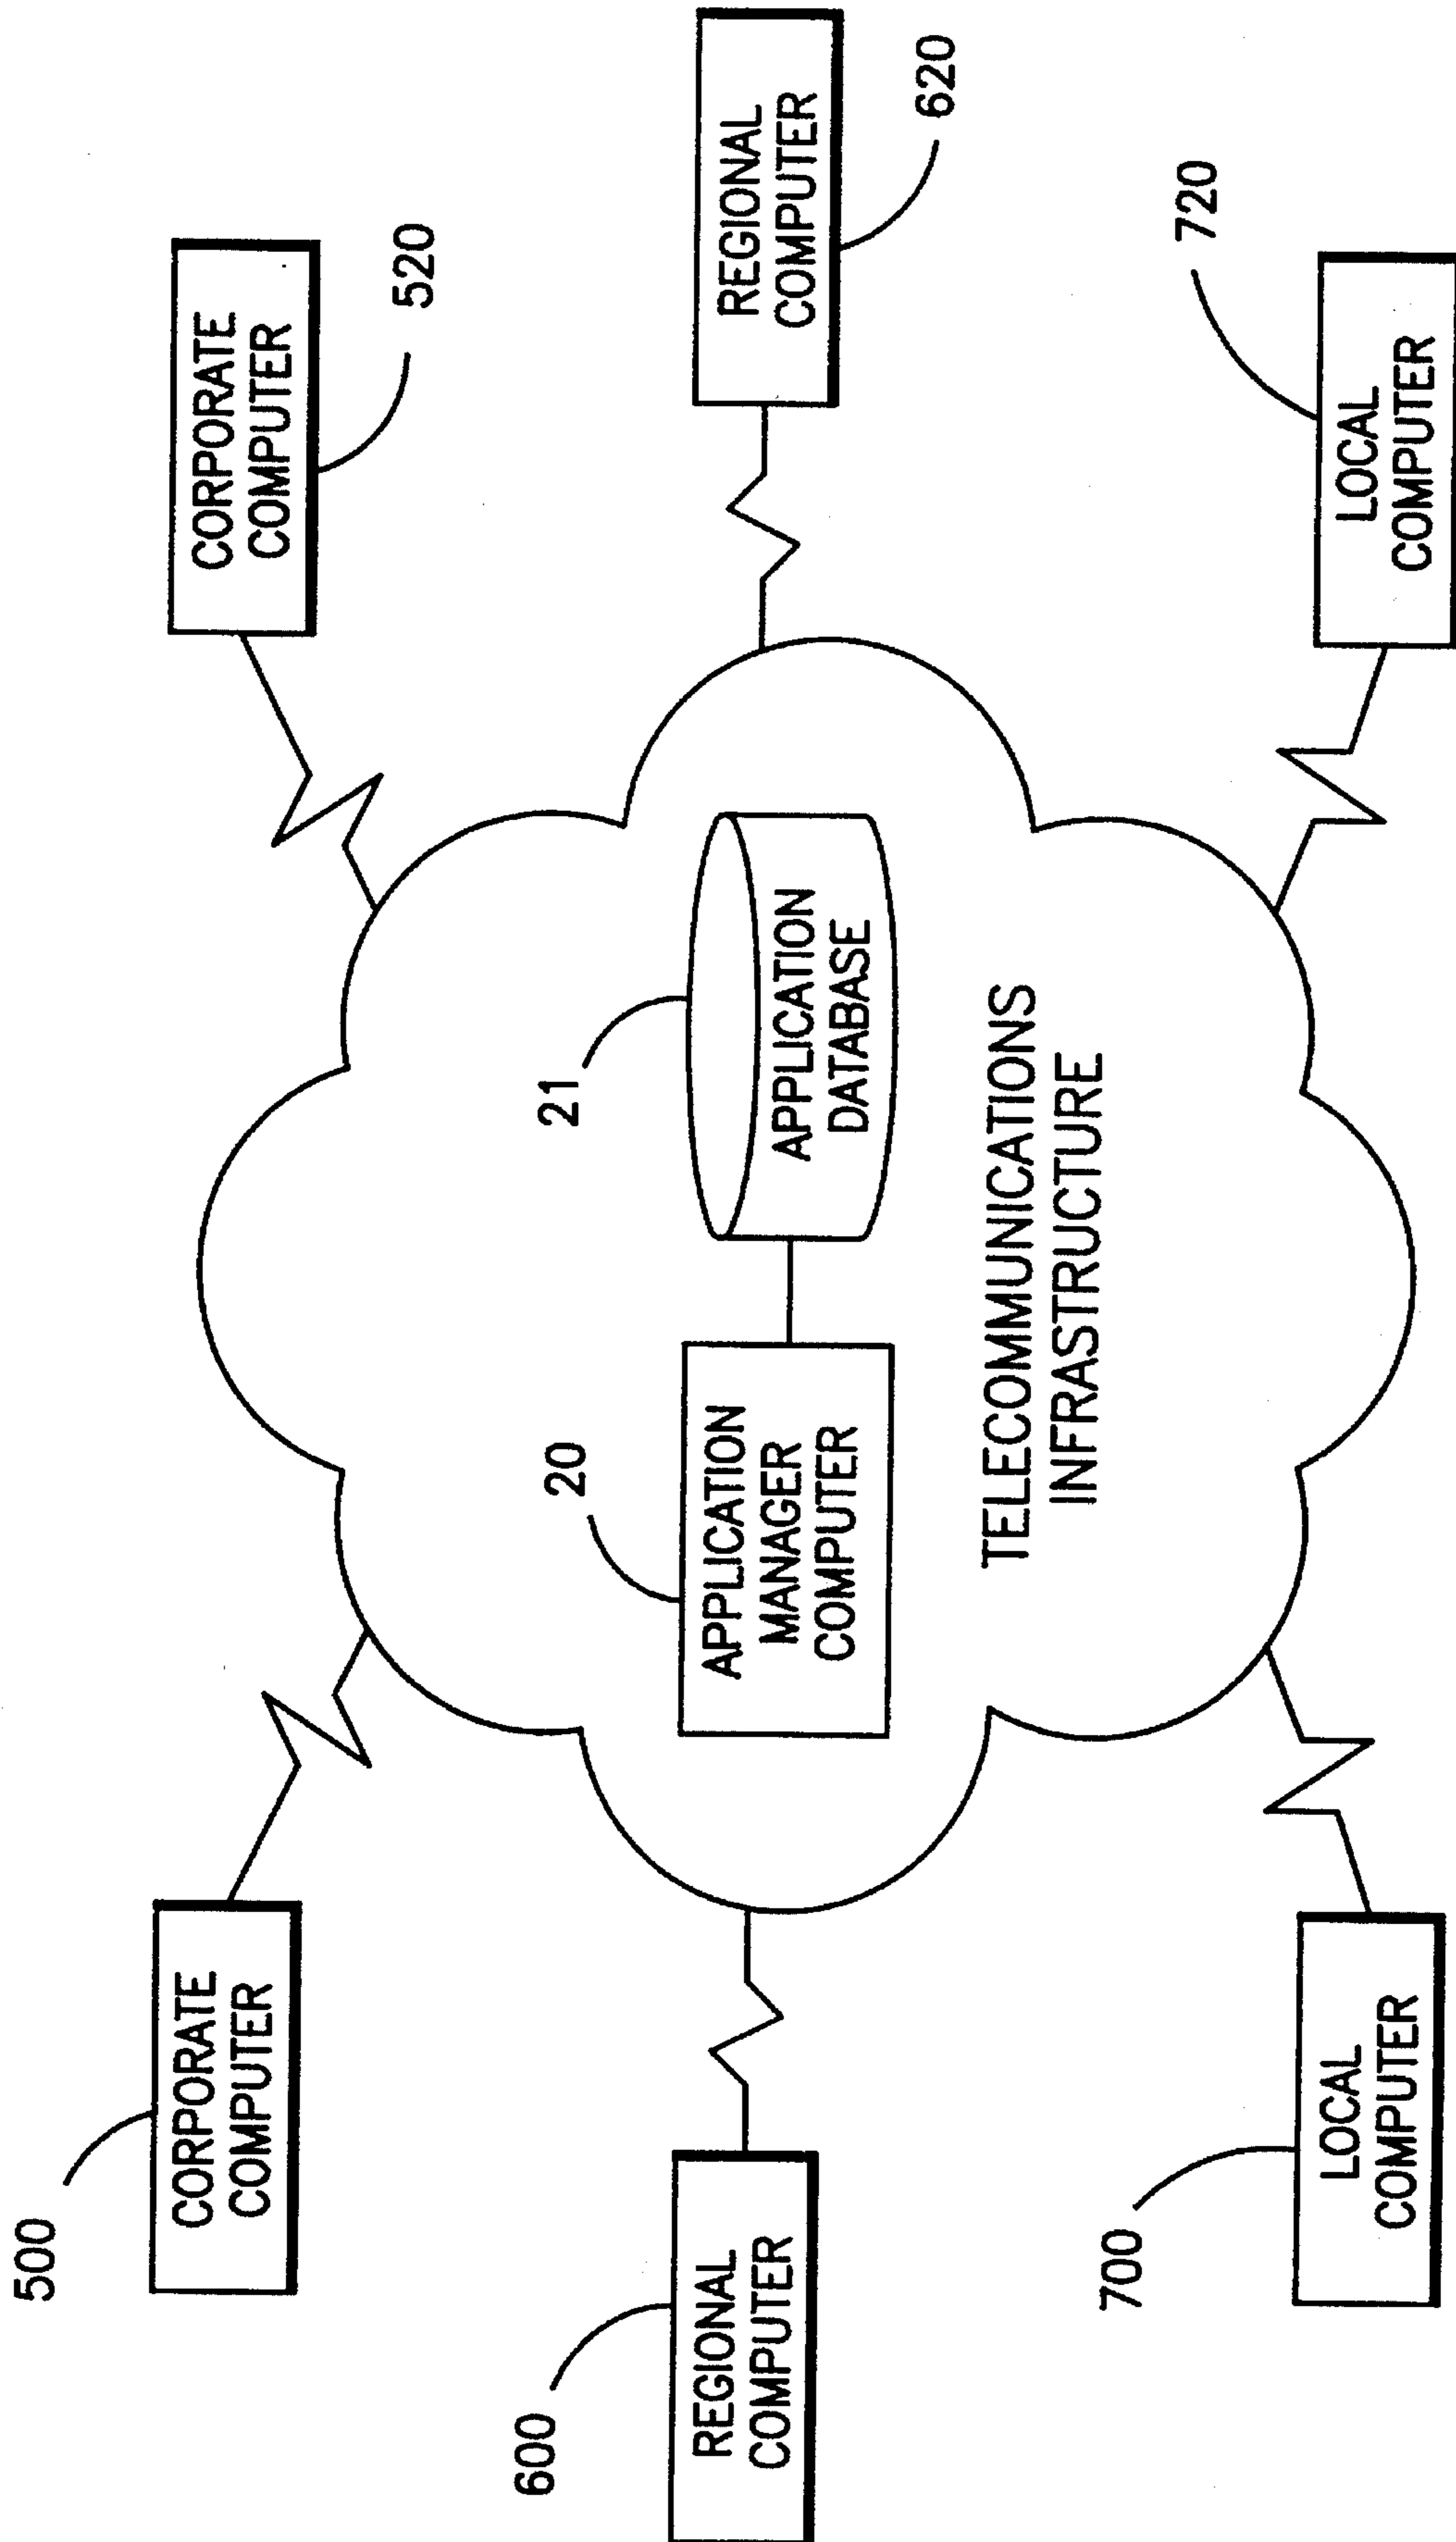 500
CORPORATE
COMPUTER
CORPORATE
COMPUTER
520
600
REGIONAL
COMPUTER
20
APPLICATION
MANAGER
COMPUTER
21
APPLICATION
DATABASE
REGIONAL
COMPUTER
620
TELECOMMUNICATIONS
INFRASTRUCTURE
700
LOCAL
COMPUTER
720
LOCAL
COMPUTER